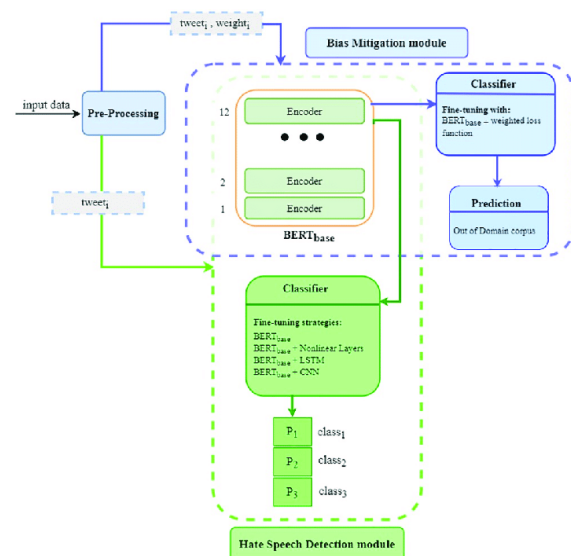 tweet_i , weight_i
Bias Mitigation module
input data
Pre-Processing
12
Encoder
Classifier
Fine-tuning with:
BERT_base – weighted loss
function
tweet_i
2
Encoder
1
Encoder
BERT_base
Prediction
Out of Domain corpus
Classifier
Fine-tuning strategies:
BERT_base
BERT_base + Nonlinear Layers
BERT_base + LSTM
BERT_base + CNN
P_1 class_1
P_2 class_2
P_3 class_3
Hate Speech Detection module